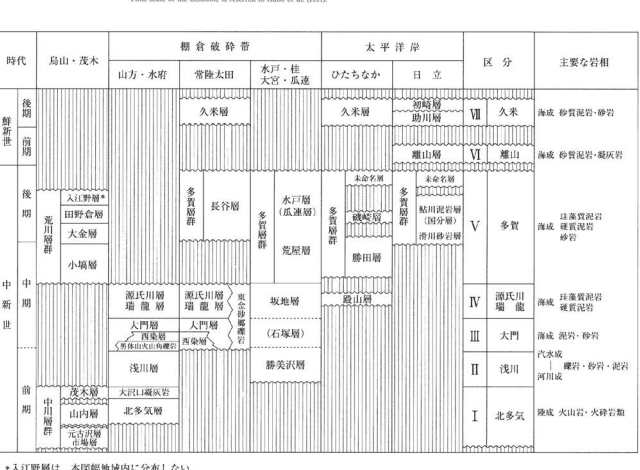 時代
烏山・茂木
棚倉破砕帯
太平洋岸
区分
主要な岩相
山方・水府
常陸太田
水戸・桂
大宮・瓜連
ひたちなか
日立
鮮新世
後期
前期
中新世
後期
中期
前期
久米層
久米層
初崎層
助川層
Ⅶ
久米
海成 砂質泥岩・砂岩
離山層
Ⅵ
離山
海成 砂質泥岩・凝灰岩
荒川層群
入江野層*
田野倉層
大金層
小塙層
多賀層群
長谷層
多賀層群
水戸層
(瓜連層)
荒屋層
多賀層群
未命名層
磯崎層
勝田層
多賀層群
未命名層
鮎川泥岩層
(国分層)
滑川砂岩層
Ⅴ
多賀
海成
珪藻質泥岩
硬質泥岩
砂岩
源氏川層
瑞龍層
源氏川層
瑞龍層
東金砂郷礫岩
坂地層
殿山層
Ⅳ
源氏川
瑞龍
海成
珪藻質泥岩
硬質泥岩
大門層
西染層
男体山火山角礫岩
大門層
西染層
(石塚層)
Ⅲ
大門
海成 泥岩・砂岩
浅川層
勝美沢層
Ⅱ
浅川
汽水成
|
河川成
礫岩・砂岩・泥岩
中川層群
茂木層
山内層
元古沢層
市場層
大沢口凝灰岩
北多気層
Ⅰ
北多気
陸成 火山岩・火砕岩類
*入江野層は,本図幅地域内に分布しない